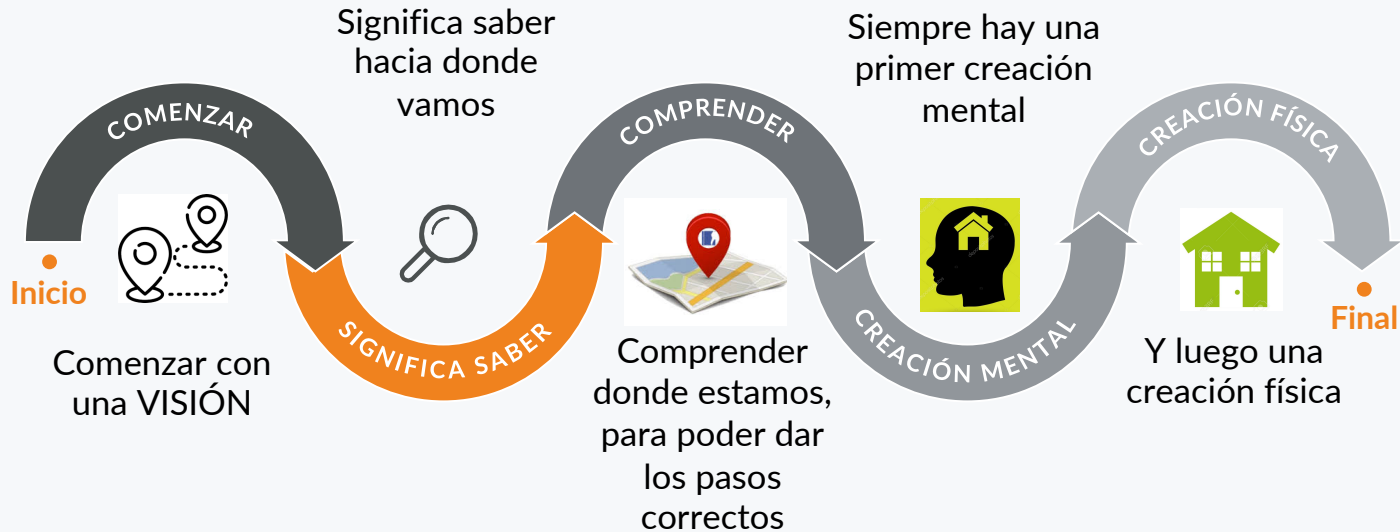 Significa saber
hacia donde
vamos
Siempre hay una
primer creación
mental
COMENZAR
COMPRENDER
CREACIÓN FÍSICA
Inicio
Final
SIGNIFICA SABER
CREACIÓN MENTAL
Comenzar con
una VISIÓN
Comprender
donde estamos,
para poder dar
los pasos
correctos
Y luego una
creación física